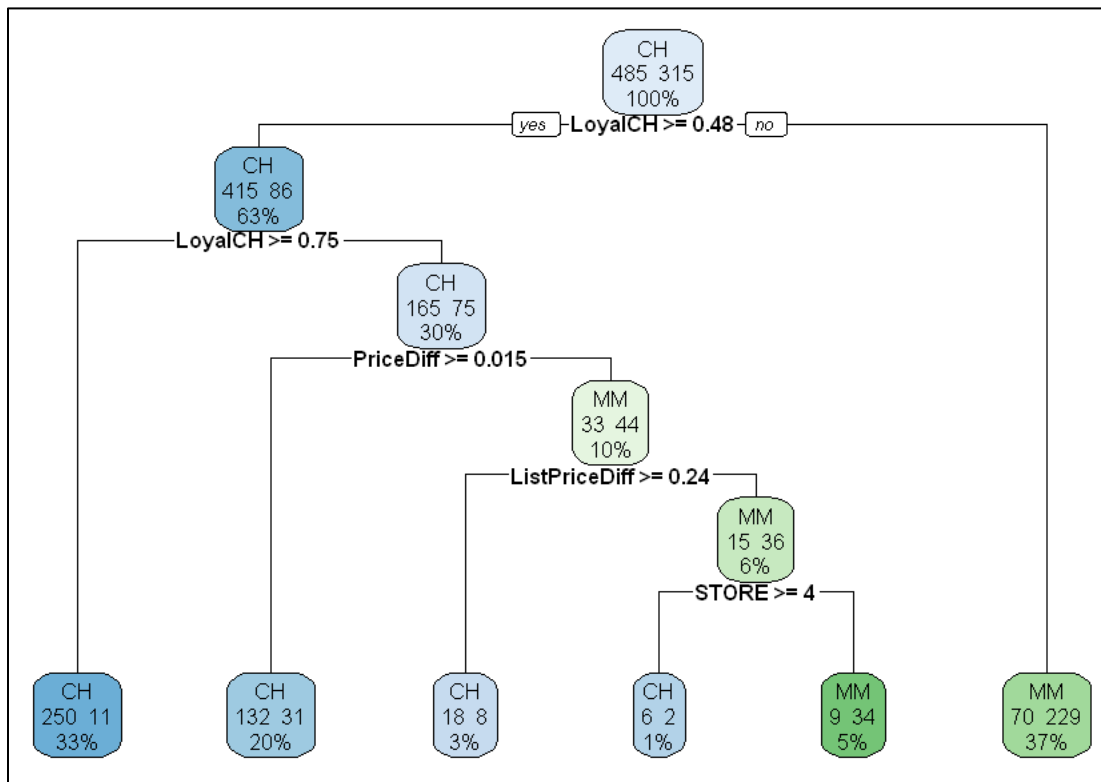 CH
485 315
100%
yes LoyalCH >= 0.48 no
CH
415 86
63%
LoyalCH >= 0.75
CH
165 75
30%
PriceDiff >= 0.015
MM
33 44
10%
ListPriceDiff >= 0.24
MM
15 36
6%
STORE >= 4
CH
250 11
33%
CH
132 31
20%
CH
18 8
3%
CH
6 2
1%
MM
9 34
5%
MM
70 229
37%